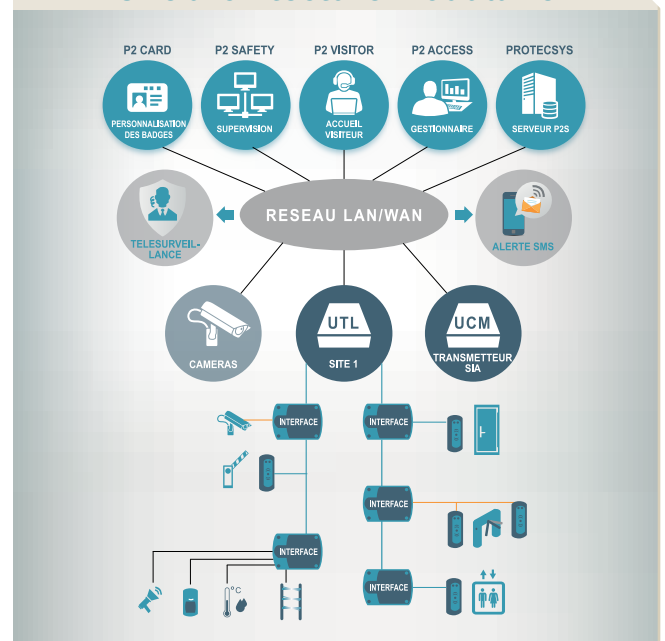 P2 CARD
P2 SAFETY
P2 VISITOR
P2 ACCESS
PROTECSYS
PERSONNALISATION
DES BADGES
SUPERVISION
ACCUEIL
VISITEUR
GESTIONNAIRE
SERVEUR P2S
RESEAU LAN/WAN
TELESURVEIL-
LANCE
ALERTE SMS
CAMERAS
UTL
SITE 1
UCM
TRANSMETTEUR
SIA
INTERFACE
INTERFACE
INTERFACE
INTERFACE
°C
INTERFACE